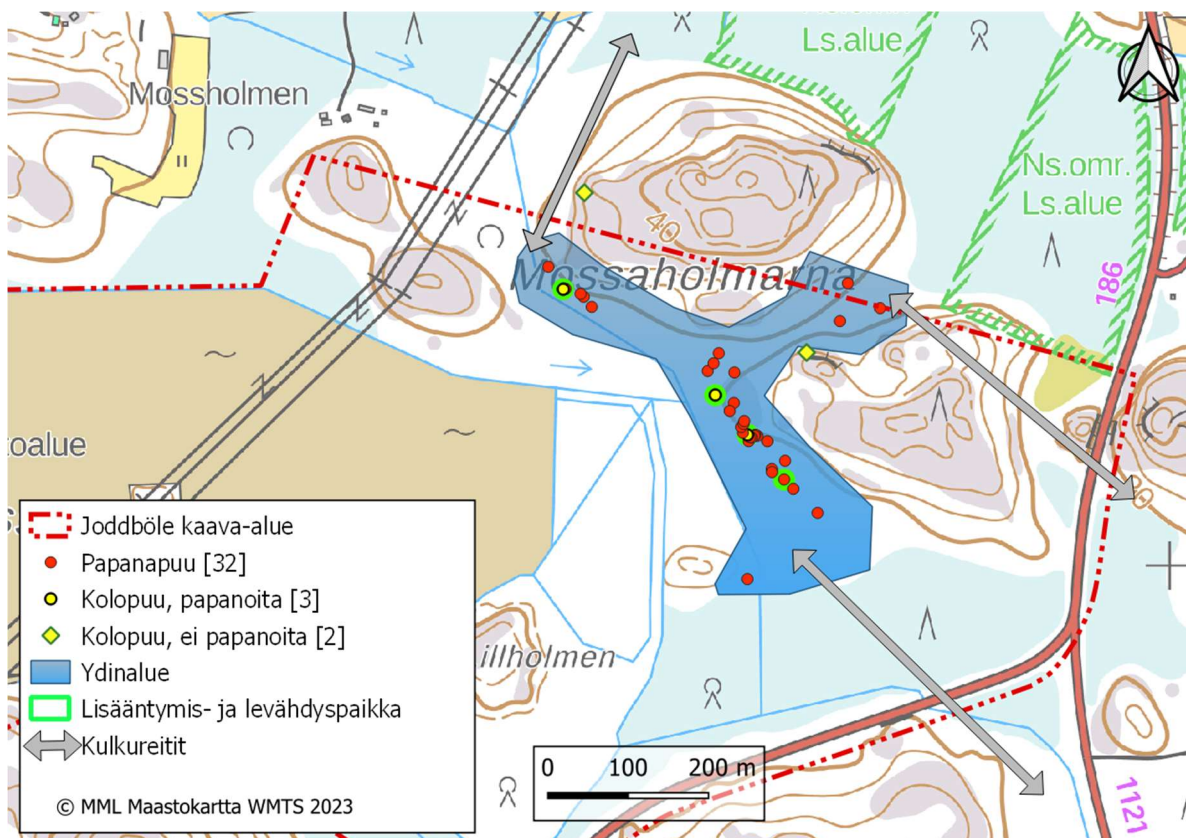 Ls.alue
Mossholmen
Ns.omr.
Ls.alue
40
Mossaholmarna
186
toalue
Joddböle kaava-alue
Papanapuu [32]
Kolopuu, papanoita [3]
Kolopuu, ei papanoita [2]
Ydinalue
Lisääntymis- ja levähdyspaikka
Kulkureitit
© MML Maastokartta WMTS 2023
illholmen
0 100 200 m
1121